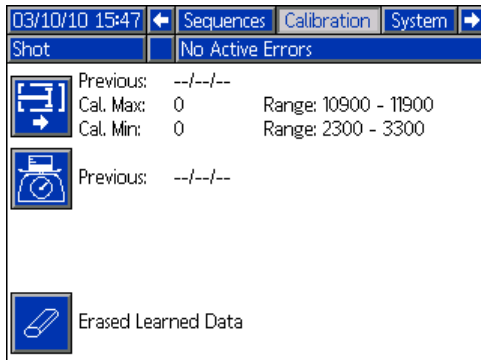 03/10/10 15:47 Sequences Calibration System
Shot No Active Errors
Previous: --/--/--
Cal. Max: 0 Range: 10900 - 11900
Cal. Min: 0 Range: 2300 - 3300
Previous: --/--/--
Erased Learned Data